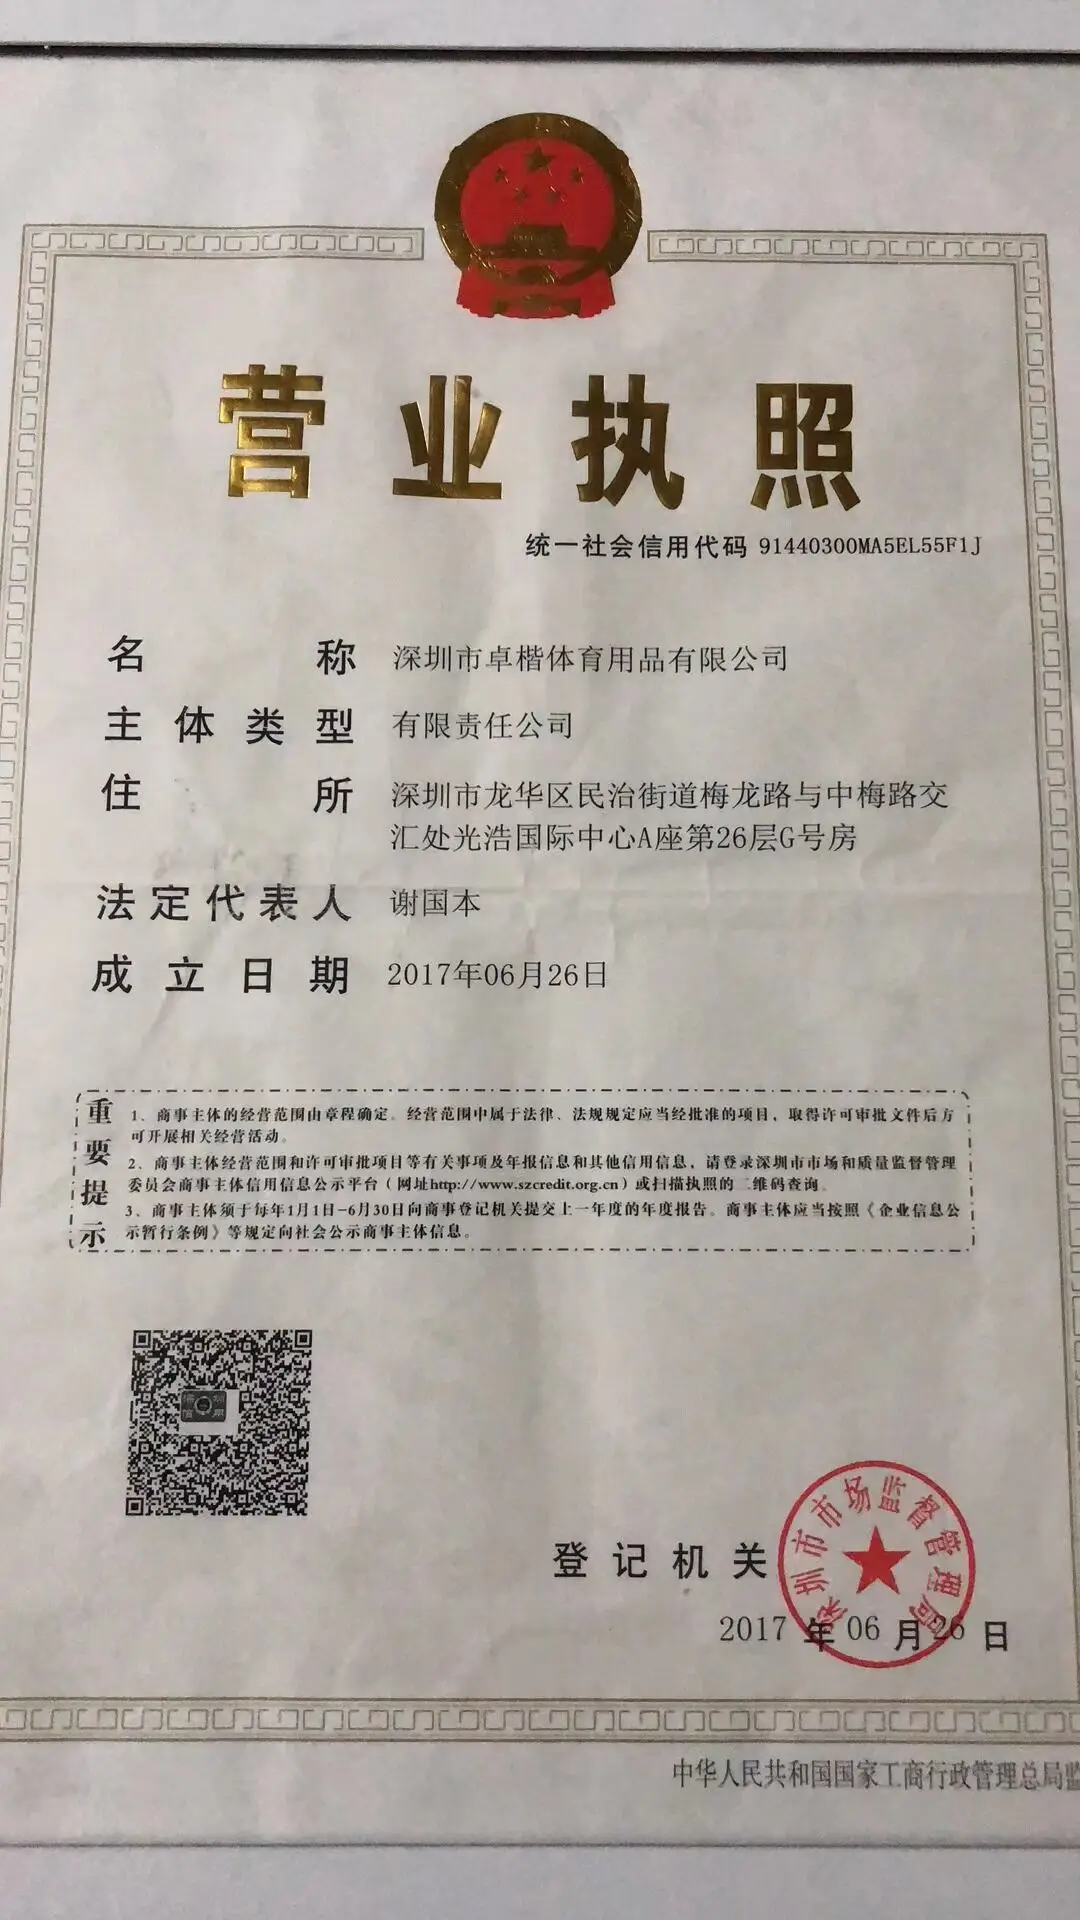 营业执照
统一社会信用代码 91440300MA5EL55F1J
名称 深圳市卓楷体育用品有限公司
主体类型 有限责任公司
住所 深圳市龙华区民治街道梅龙路与中梅路交
汇处光浩国际中心A座第26层G号房
法定代表人 谢国本
成立日期 2017年06月26日
重要提示
1、商事主体的经营范围由章程确定。经营范围中属于法律、法规规定应当经批准的项目，取得许可审批文件后方
可开展相关经营活动。
2、商事主体经营范围和许可审批项目等有关事项及年报信息和其他信用信息，请登录深圳市市场和质量监督管理
委员会商事主体信用信息公示平台（网址http://www.szcredit.org.cn）或扫描执照的二维码查询。
3、商事主体须于每年1月1日-6月30日向商事登记机关提交上一年度的年度报告。商事主体应当按照《企业信息公
示暂行条例》等规定向社会公示商事主体信息。
登记机关
深圳市市场监督管理局
2017年06月26日
中华人民共和国国家工商行政管理总局监